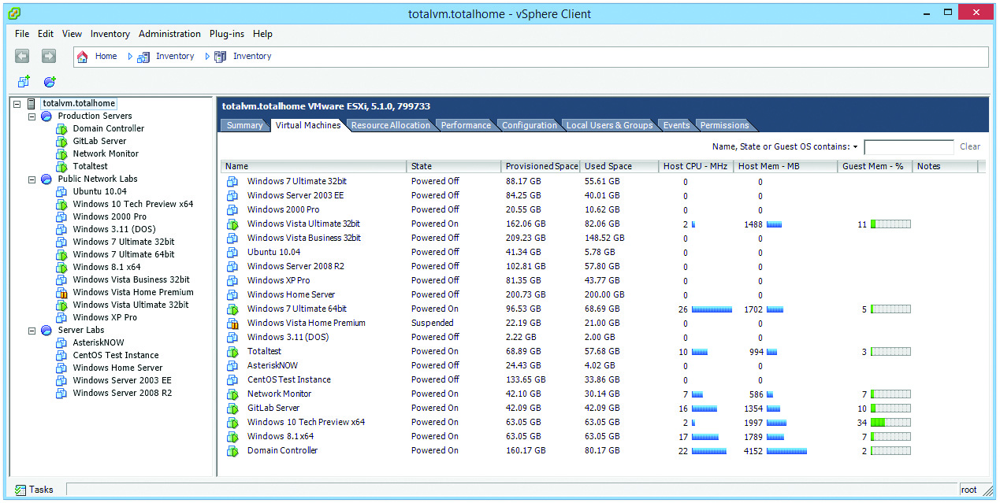 totalvm.totalhome - vSphere Client
File Edit View Inventory Administration Plug-ins Help
Home Inventory Inventory
totalvm.totalhome
Production Servers
Domain Controller
GitLab Server
Network Monitor
Totaltest
Public Network Labs
Ubuntu 10.04
Windows 10 Tech Preview x64
Windows 2000 Pro
Windows 3.11 (DOS)
Windows 7 Ultimate 32bit
Windows 7 Ultimate 64bit
Windows 8.1 x64
Windows Vista Business 32bit
Windows Vista Home Premium
Windows Vista Ultimate 32bit
Windows XP Pro
Server Labs
AsteriskNOW
CentOS Test Instance
Windows Home Server
Windows Server 2003 EE
Windows Server 2008 R2
totalvm.totalhome VMware ESXi, 5.1.0, 799733
Summary Virtual Machines Resource Allocation Performance Configuration Local Users & Groups Events Permissions
Name, State or Guest OS contains: Clear
Name State Provisioned Space Used Space Host CPU - MHz Host Mem - MB Guest Mem - % Notes
Windows 7 Ultimate 32bit Powered Off 88.17 GB 55.61 GB 0 0
Windows Server 2003 EE Powered Off 84.25 GB 40.01 GB 0 0
Windows 2000 Pro Powered Off 20.55 GB 10.62 GB 0 0
Windows Vista Ultimate 32bit Powered On 162.06 GB 82.06 GB 2 1488 11
Windows Vista Business 32bit Powered Off 209.23 GB 148.52 GB 0 0
Ubuntu 10.04 Powered Off 41.34 GB 5.78 GB 0 0
Windows Server 2008 R2 Powered Off 102.81 GB 57.80 GB 0 0
Windows XP Pro Powered Off 81.35 GB 43.77 GB 0 0
Windows Home Server Powered Off 200.73 GB 200.00 GB 0 0
Windows 7 Ultimate 64bit Powered On 96.53 GB 68.69 GB 26 1702 5
Windows Vista Home Premium Suspended 22.19 GB 21.00 GB 0 0
Windows 3.11 (DOS) Powered Off 2.22 GB 2.00 GB 0 0
Totaltest Powered On 68.89 GB 57.68 GB 10 994 3
AsteriskNOW Powered Off 24.43 GB 4.02 GB 0 0
CentOS Test Instance Powered Off 133.65 GB 33.86 GB 0 0
Network Monitor Powered On 42.10 GB 30.14 GB 7 586 7
GitLab Server Powered On 42.09 GB 42.09 GB 16 1354 10
Windows 10 Tech Preview x64 Powered On 63.05 GB 63.05 GB 2 1997 34
Windows 8.1 x64 Powered On 63.05 GB 63.05 GB 17 1789 7
Domain Controller Powered On 160.17 GB 80.17 GB 22 4152 2
Tasks root